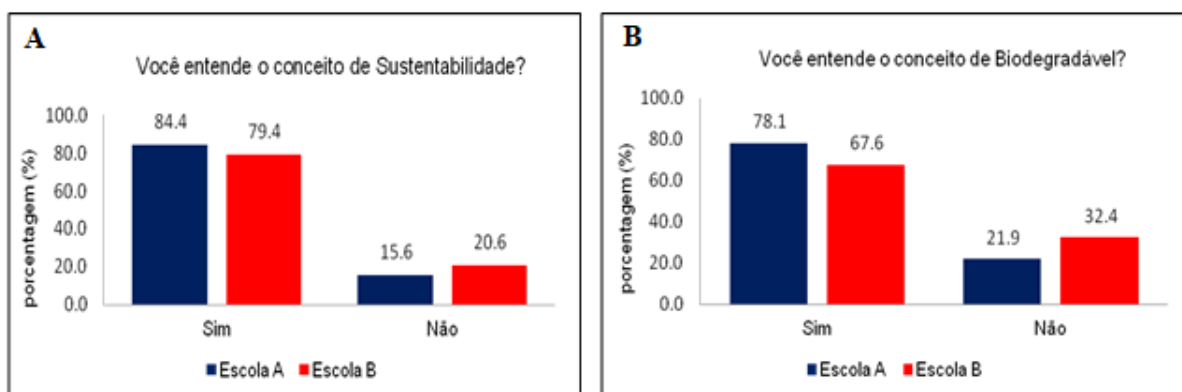 A
Você entende o conceito de Sustentabilidade?
porcentagem (%)
100.0
80.0
60.0
40.0
20.0
0.0
84.4
79.4
15.6
20.6
Sim
Não
Escola A
Escola B
B
Você entende o conceito de Biodegradável?
porcentagem (%)
100.0
80.0
60.0
40.0
20.0
0.0
78.1
67.6
21.9
32.4
Sim
Não
Escola A
Escola B